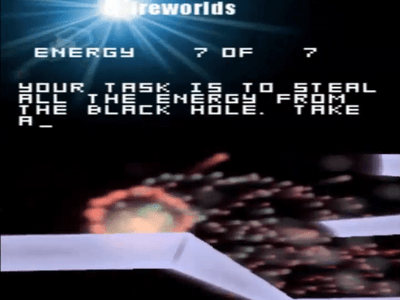 ireworlds
ENERGY 7 OF 7
YOUR TASK IS TO STEAL
ALL THE ENERGY FROM
THE BLACK HOLE. TAKE
A_